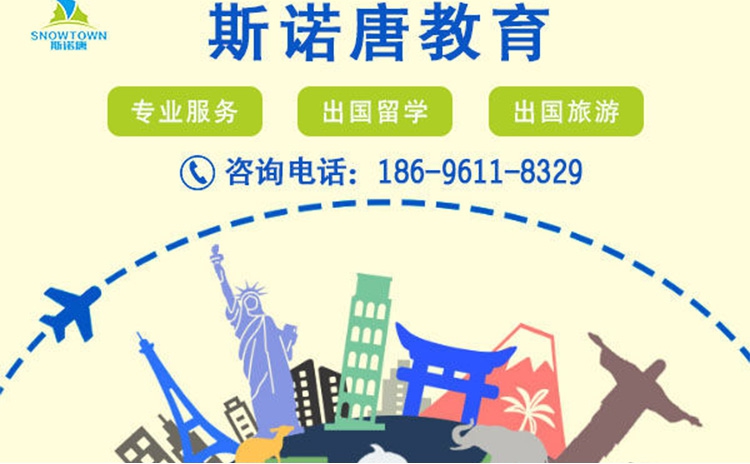 斯诺唐教育
SNOWTOWN
斯诺唐
专业服务
出国留学
出国旅游
咨询电话：186-9611-8329